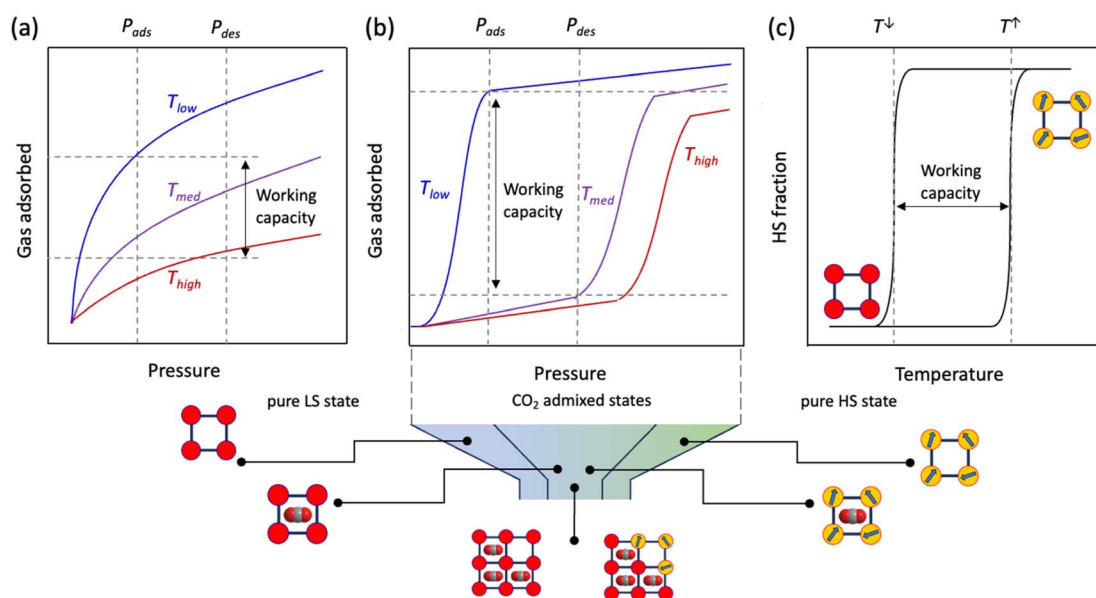 (a)
P_ads
P_des
Gas adsorbed
T_low
T_med
T_high
Working
capacity
Pressure
(b)
P_ads
P_des
Gas adsorbed
T_low
T_med
T_high
Working
capacity
Pressure
(c)
T↓
T↑
HS fraction
Working
capacity
Temperature
pure LS state
CO₂ admixed states
pure HS state